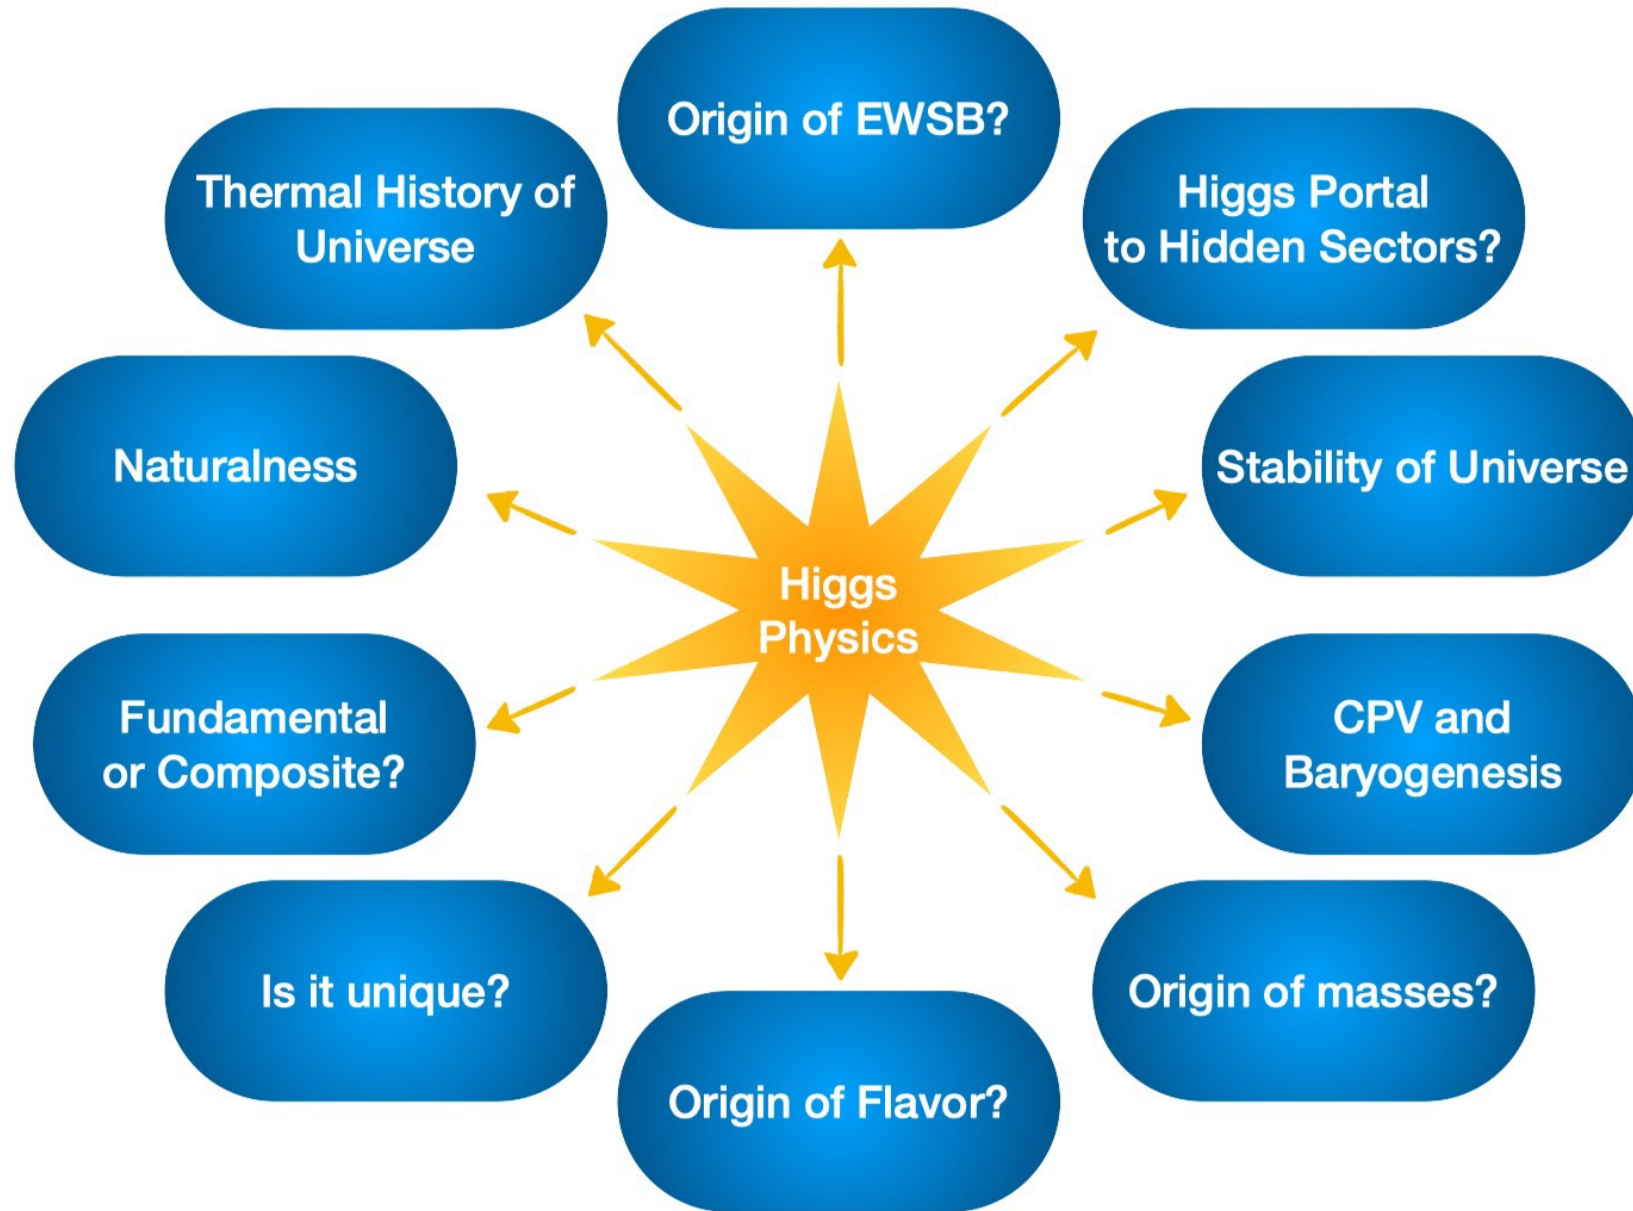 Origin of EWSB?
Thermal History of
Universe
Higgs Portal
to Hidden Sectors?
Naturalness
Stability of Universe
Higgs
Physics
Fundamental
or Composite?
CPV and
Baryogenesis
Is it unique?
Origin of masses?
Origin of Flavor?